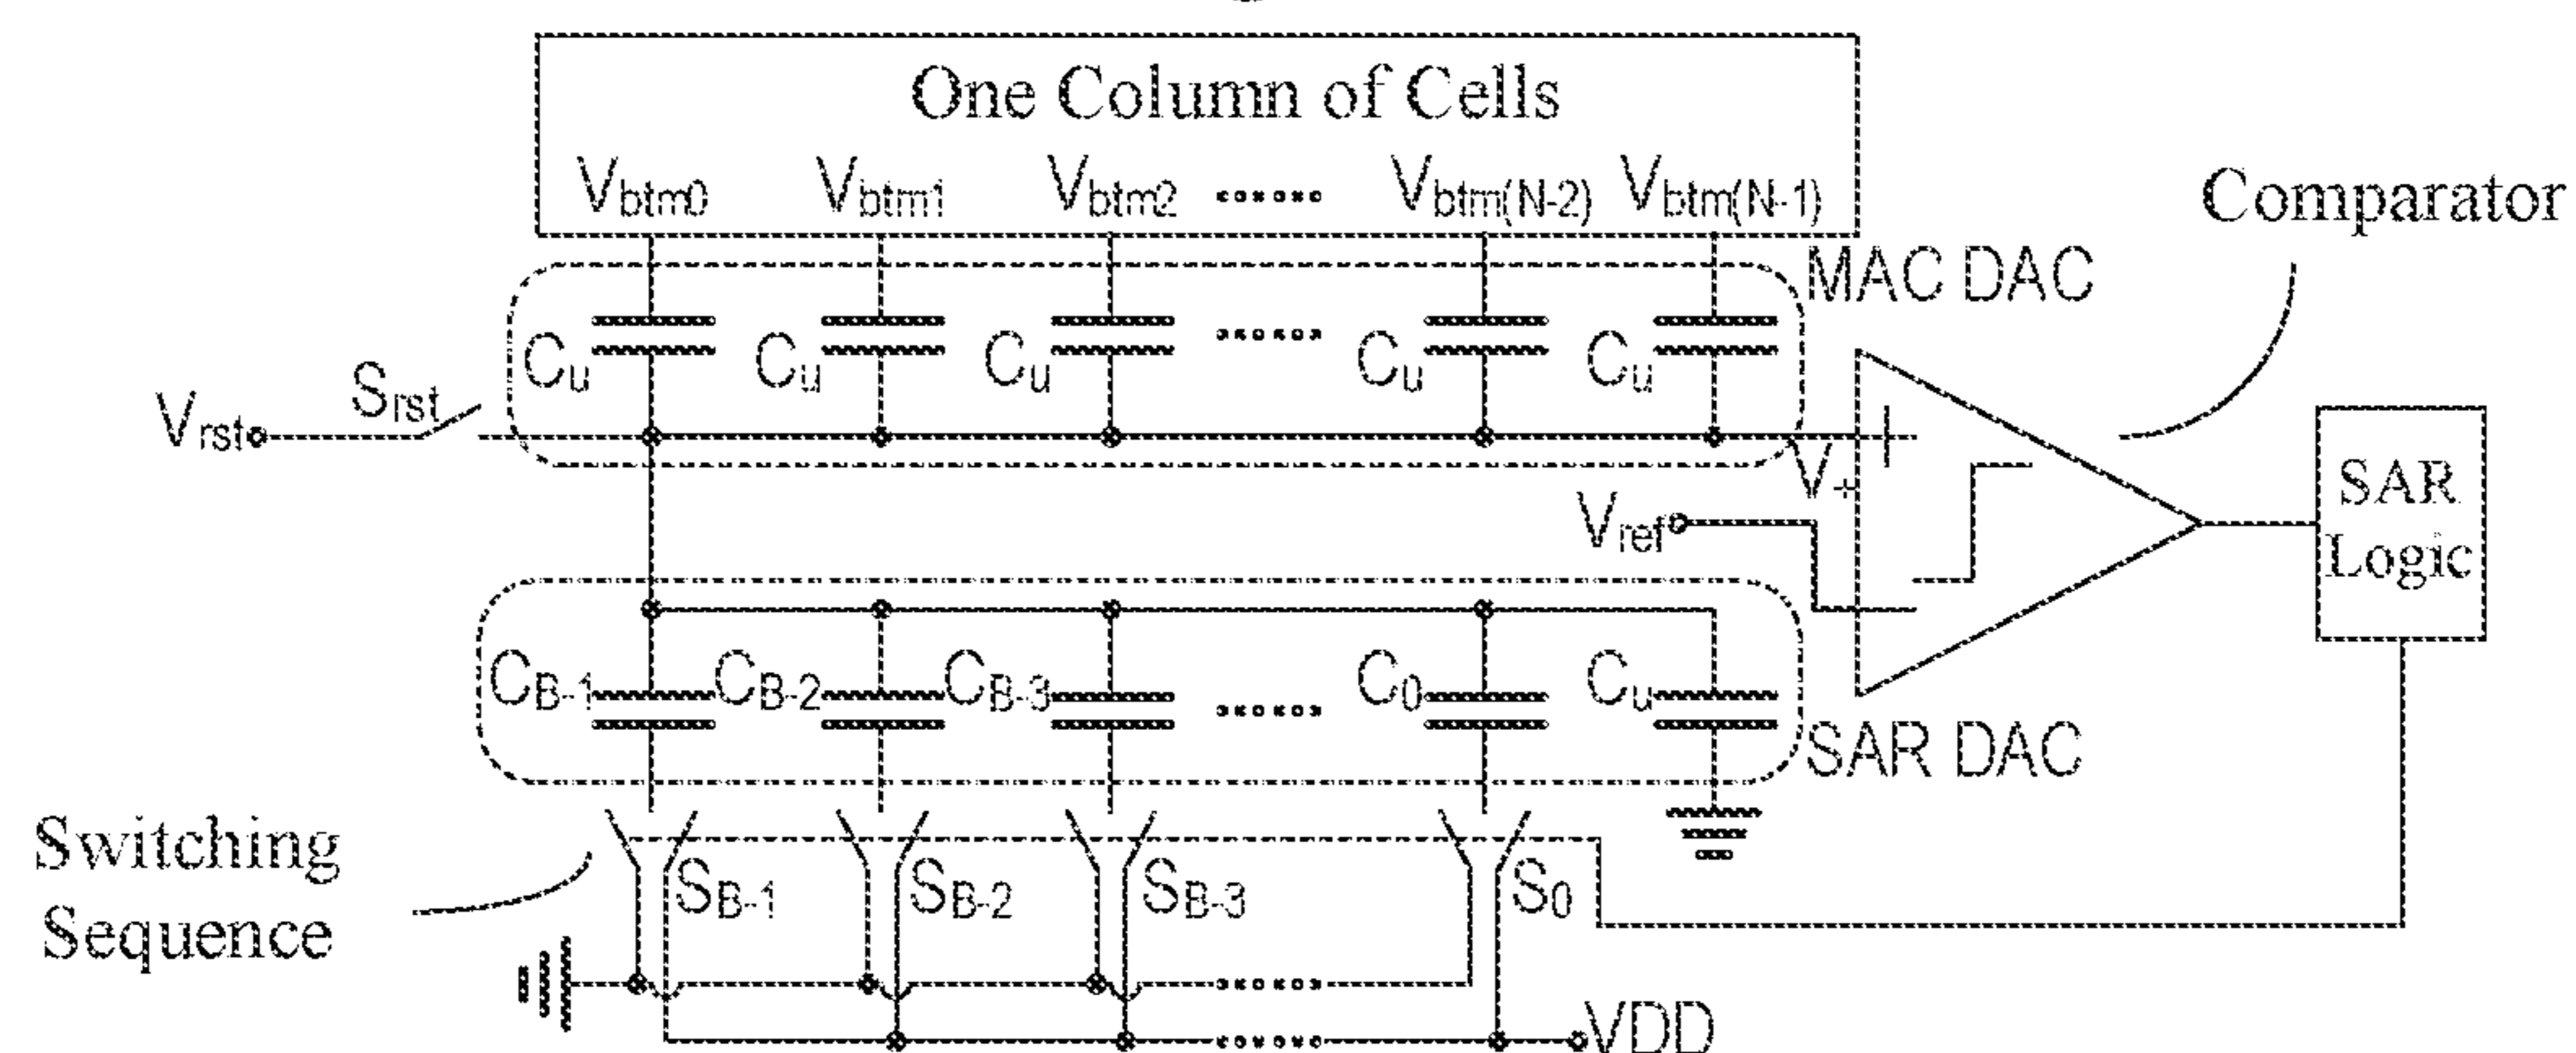 One Column of Cells
Vbtm0 Vbtm1 Vbtm2 ...... Vbtm(N-2) Vbtm(N-1)
Comparator
MAC DAC
Cu Cu Cu ...... Cu Cu
Vrst Srst
V+
Vref
SAR
Logic
CB-1 CB-2 CB-3 ...... C0 Cu
SAR DAC
Switching
Sequence
SB-1 SB-2 SB-3 S0
......
...... VDD